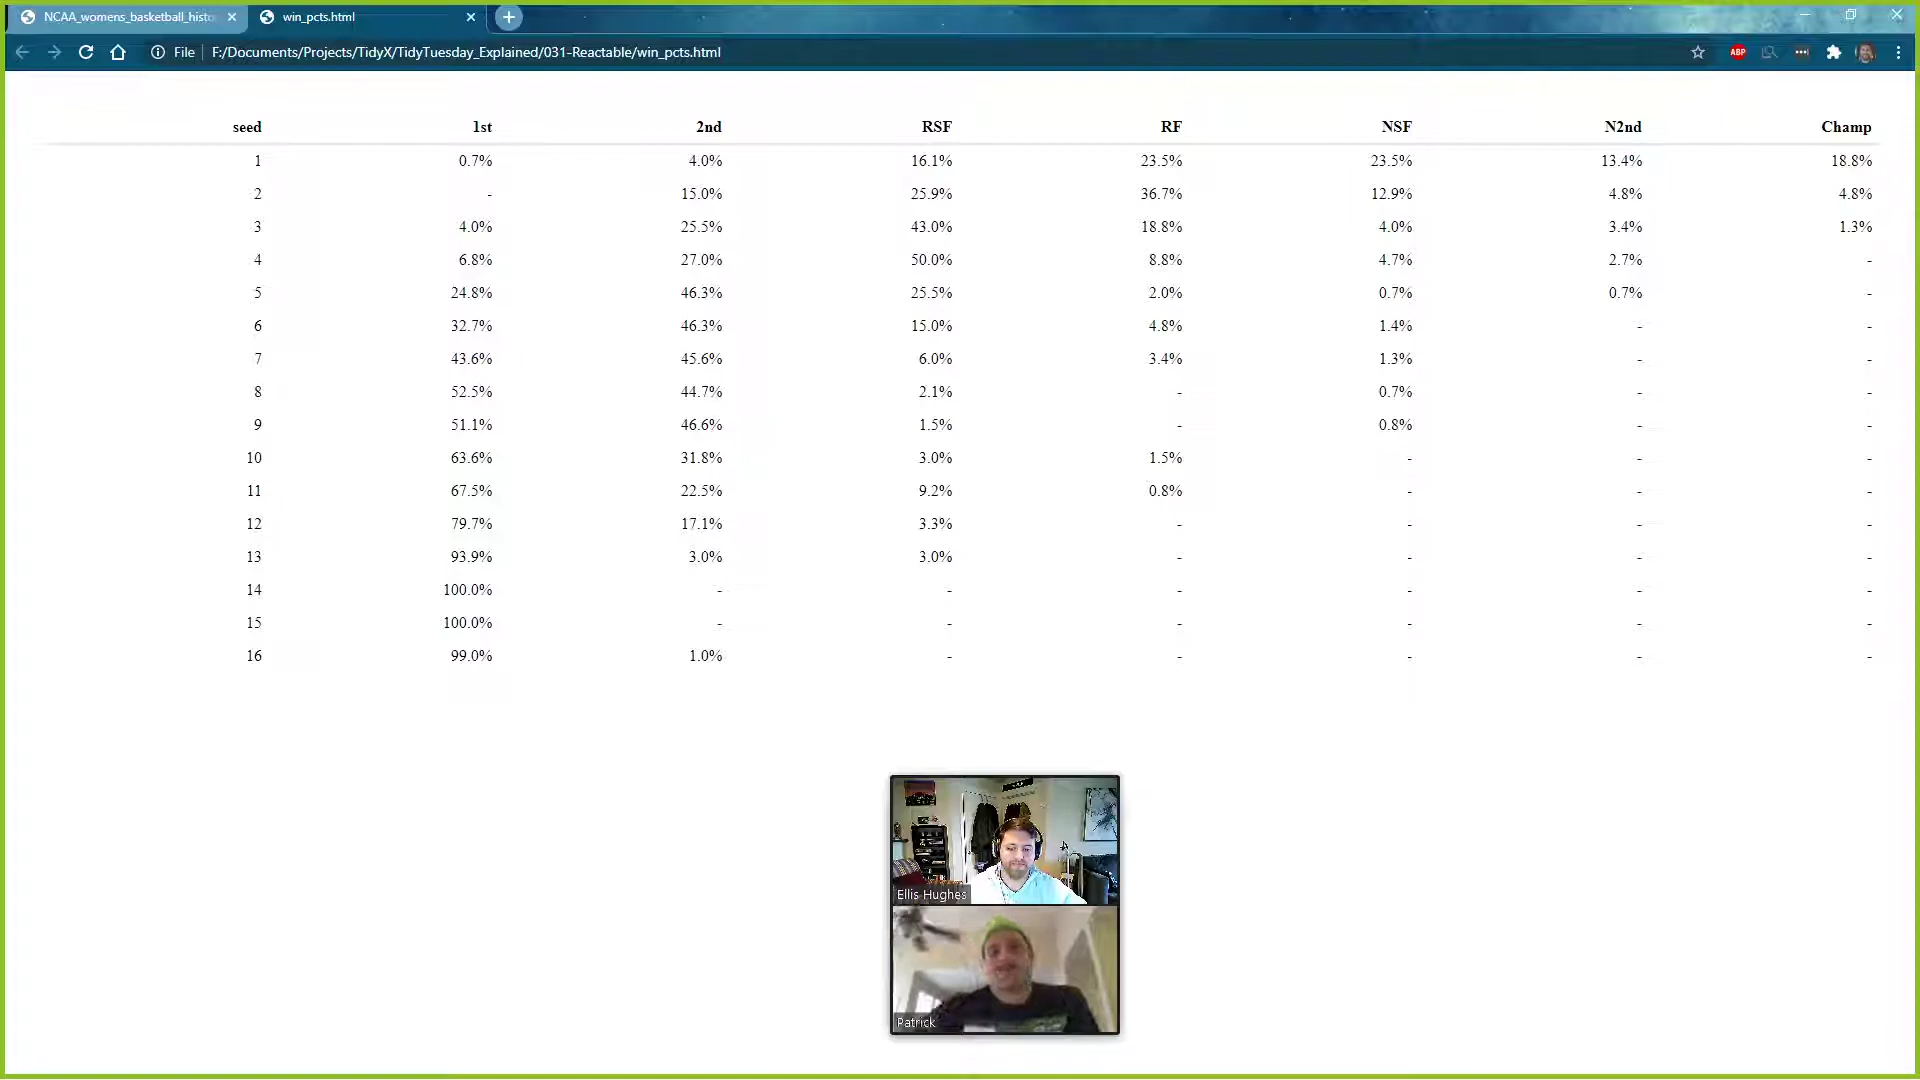 NCAA_womens_basketball_histo
win_pcts.html
File F:/Documents/Projects/TidyX/TidyTuesday_Explained/031-Reactable/win_pcts.html
ABP
seed 1st 2nd RSF RF NSF N2nd Champ
1 0.7% 4.0% 16.1% 23.5% 23.5% 13.4% 18.8%
2 - 15.0% 25.9% 36.7% 12.9% 4.8% 4.8%
3 4.0% 25.5% 43.0% 18.8% 4.0% 3.4% 1.3%
4 6.8% 27.0% 50.0% 8.8% 4.7% 2.7% -
5 24.8% 46.3% 25.5% 2.0% 0.7% 0.7% -
6 32.7% 46.3% 15.0% 4.8% 1.4% - -
7 43.6% 45.6% 6.0% 3.4% 1.3% - -
8 52.5% 44.7% 2.1% - 0.7% - -
9 51.1% 46.6% 1.5% - 0.8% - -
10 63.6% 31.8% 3.0% 1.5% - - -
11 67.5% 22.5% 9.2% 0.8% - - -
12 79.7% 17.1% 3.3% - - - -
13 93.9% 3.0% 3.0% - - - -
14 100.0% - - - - - -
15 100.0% - - - - - -
16 99.0% 1.0% - - - - -
Ellis Hughes
Patrick